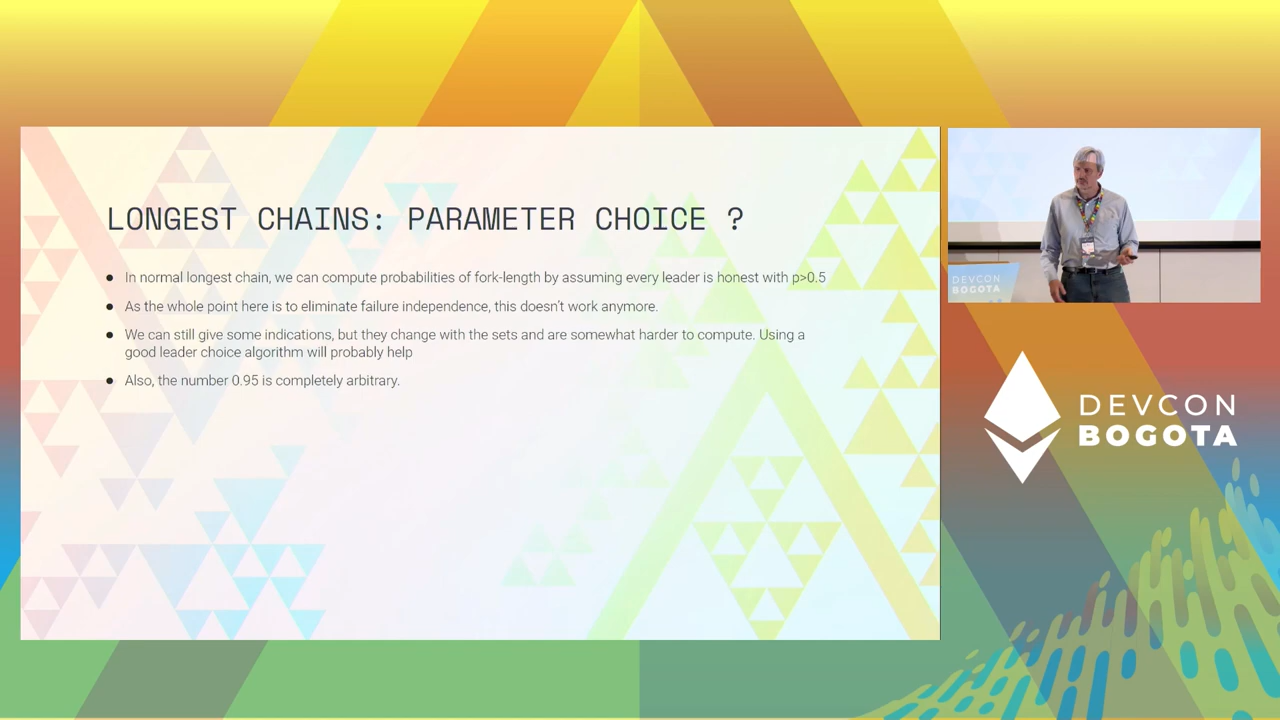 LONGEST CHAINS: PARAMETER CHOICE ?
● In normal longest chain, we can compute probabilities of fork-length by assuming every leader is honest with p>0.5
● As the whole point here is to eliminate failure independence, this doesn't work anymore.
● We can still give some indications, but they change with the sets and are somewhat harder to compute. Using a
good leader choice algorithm will probably help
● Also, the number 0.95 is completely arbitrary.
DEVCON
BOGOTA
DEVCON
BOGOTA